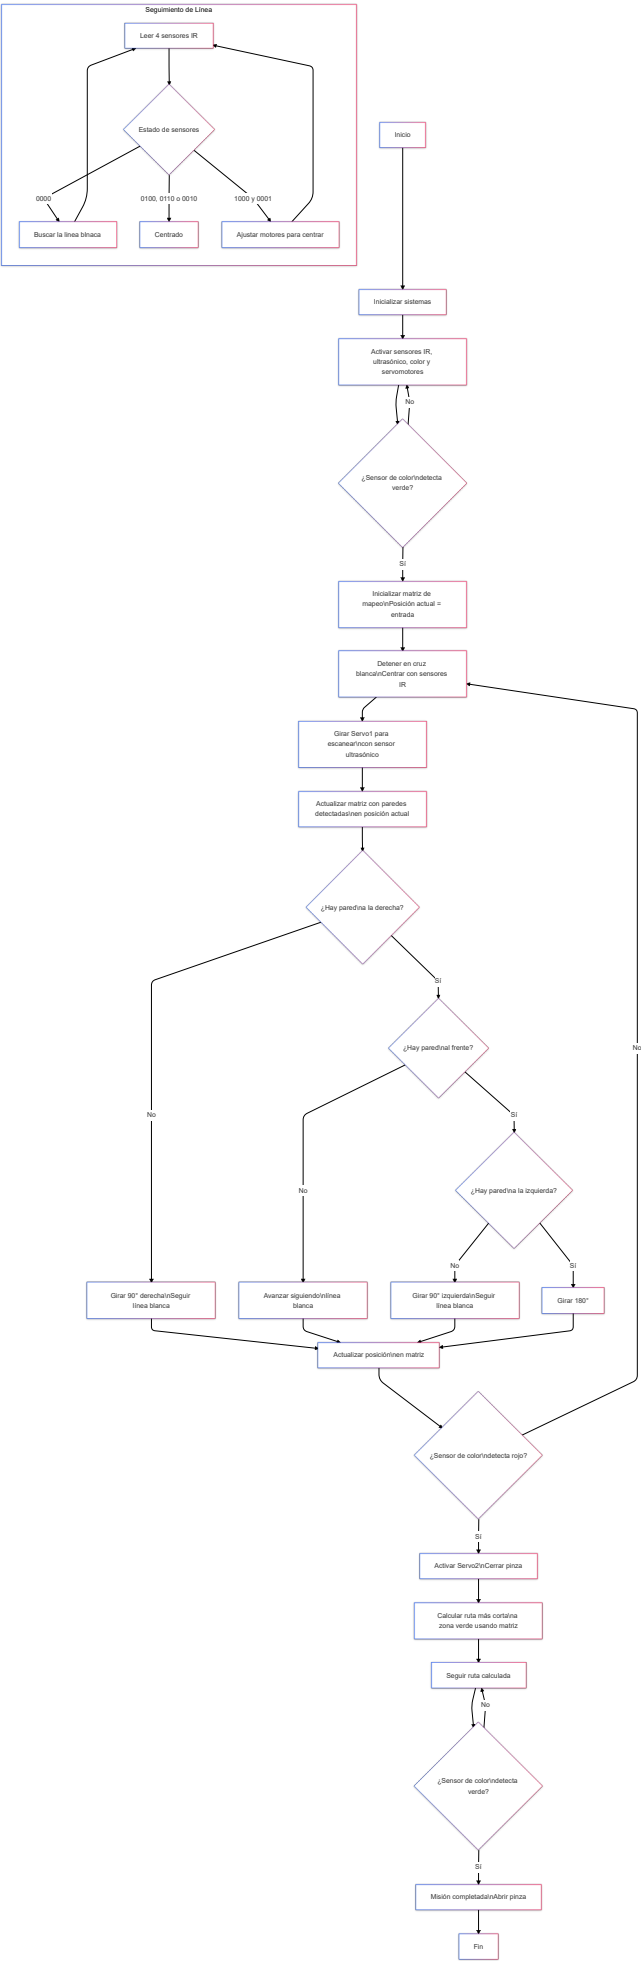 Seguimiento de Línea
Leer 4 sensores IR
Estado de sensores
0000
0100, 0110 o 0010
1000 y 0001
Buscar la línea blnaca
Centrado
Ajustar motores para centrar
Inicio
Inicializar sistemas
Activar sensores IR,
ultrasónico, color y
servomotores
No
¿Sensor de color\ndetecta
verde?
Sí
Inicializar matriz de
mapeo\nPosición actual =
entrada
Detener en cruz
blanca\nCentrar con sensores
IR
Girar Servo1 para
escanear\ncon sensor
ultrasónico
Actualizar matriz con paredes
detectadas\nen posición actual
¿Hay pared\na la derecha?
Sí
¿Hay pared\nal frente?
No
No
Sí
¿Hay pared\na la izquierda?
No
No
Sí
Girar 90° derecha\nSeguir
línea blanca
Avanzar siguiendo\nlínea
blanca
Girar 90° izquierda\nSeguir
línea blanca
Girar 180°
Actualizar posición\nen matriz
¿Sensor de color\ndetecta rojo?
Sí
Activar Servo2\nCerrar pinza
Calcular ruta más corta\na
zona verde usando matriz
Seguir ruta calculada
No
¿Sensor de color\ndetecta
verde?
Sí
Misión completada\nAbrir pinza
Fin